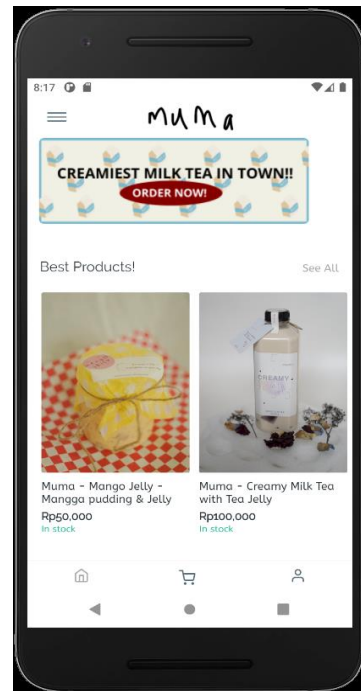 8:17
muma
CREAMIEST MILK TEA IN TOWN!!
ORDER NOW!
Best Products!
See All
CREAMY
Muma - Mango Jelly -
Mangga pudding & Jelly
Rp50,000
In stock
Muma - Creamy Milk Tea
with Tea Jelly
Rp100,000
In stock